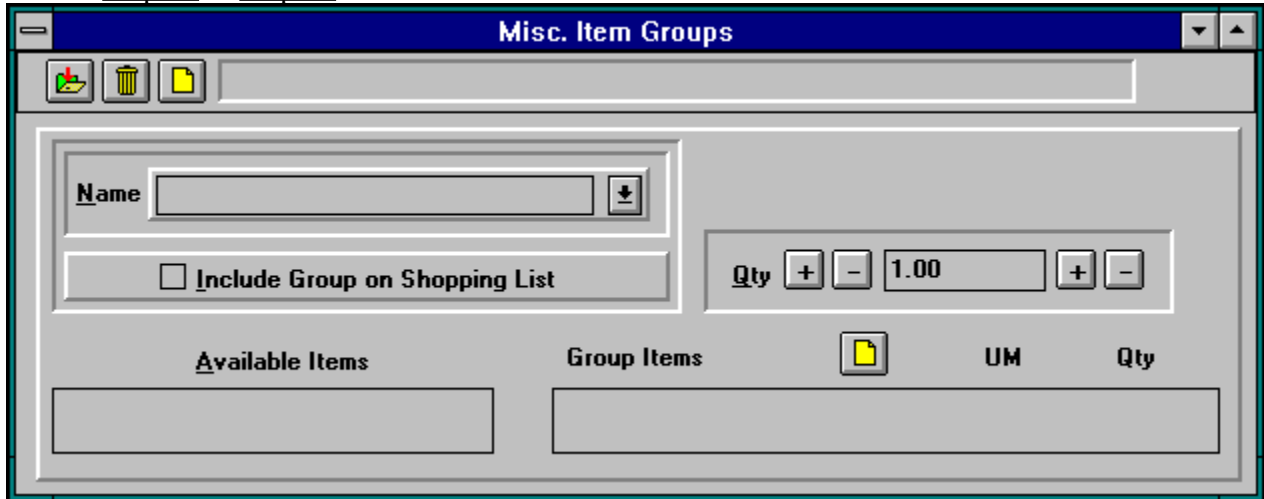 Misc. Item Groups
Name
Include Group on Shopping List
Qty + - 1.00 + -
Available Items Group Items UM Qty